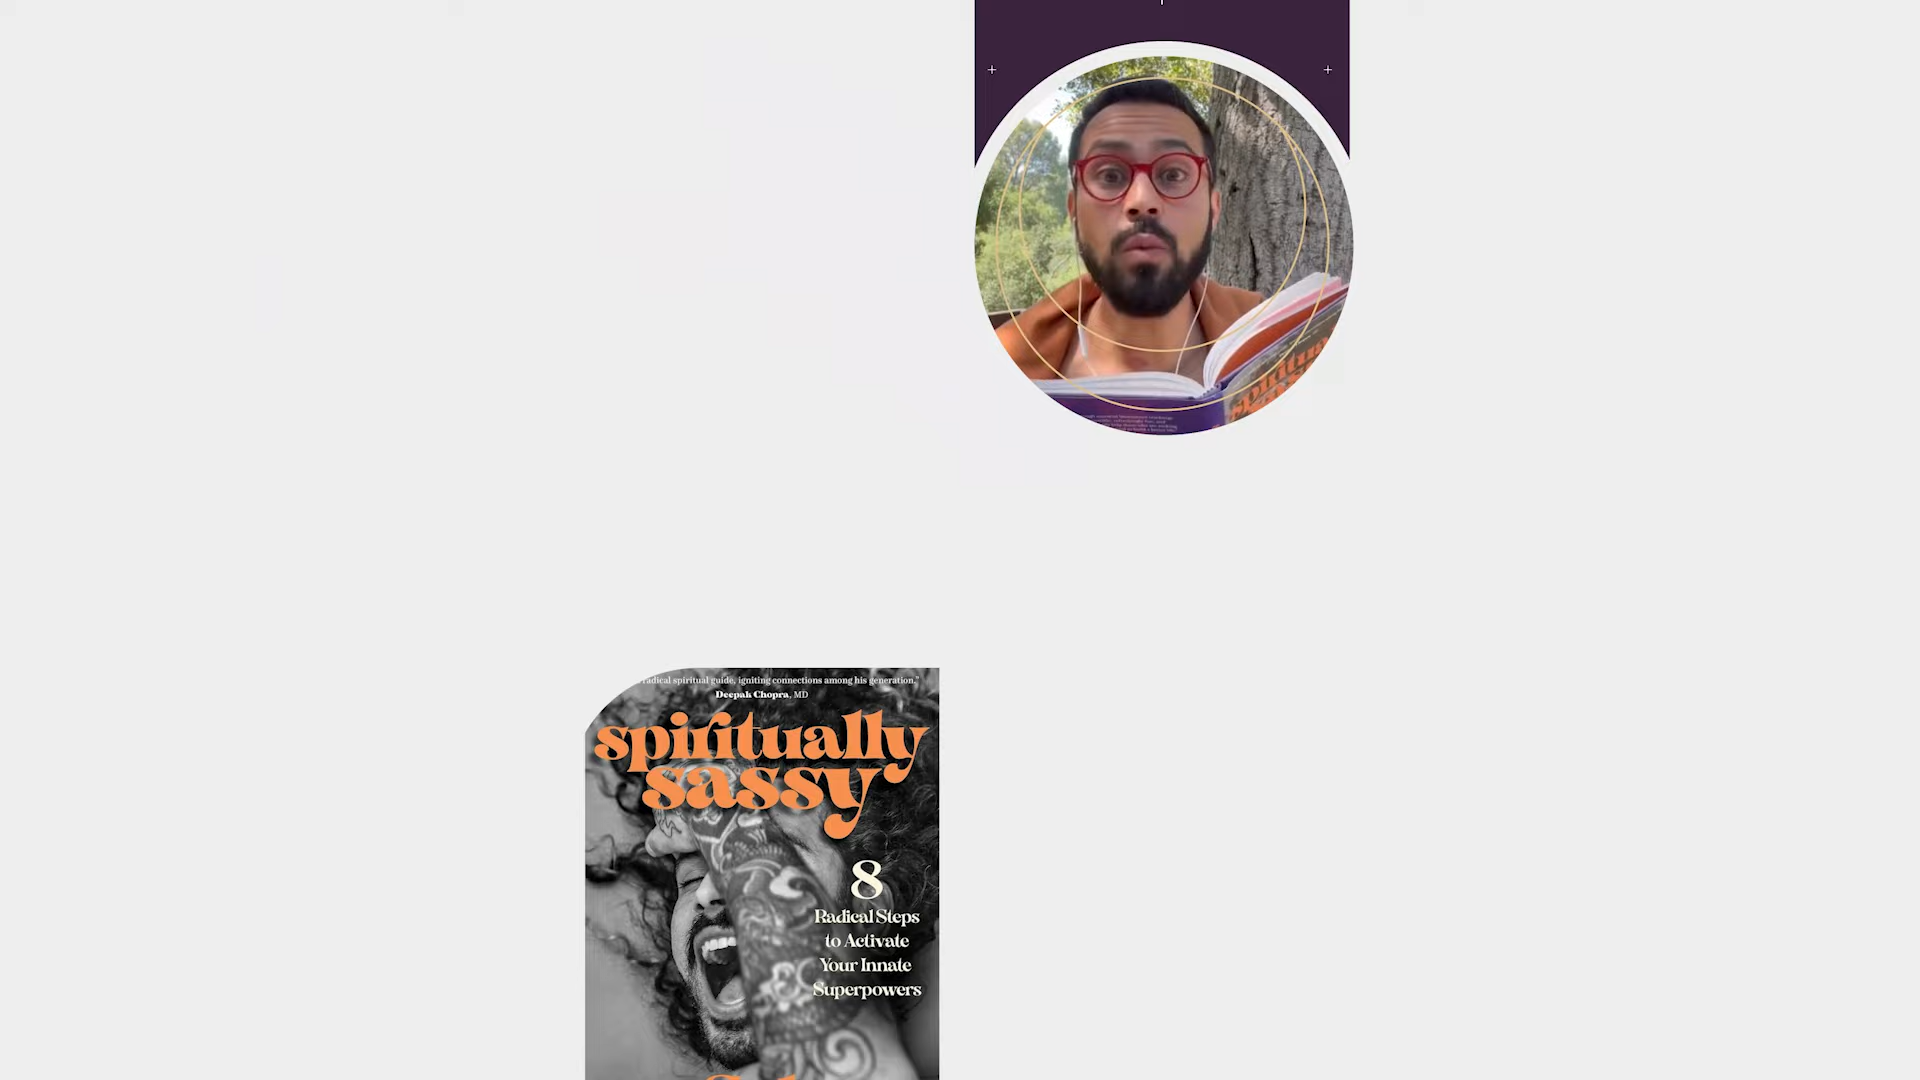 spiritu
radical spiritual guide, igniting connections among his generation."
Deepak Chopra, MD
spiritually
sassy
8
Radical Steps
to Activate
Your Innate
Superpowers